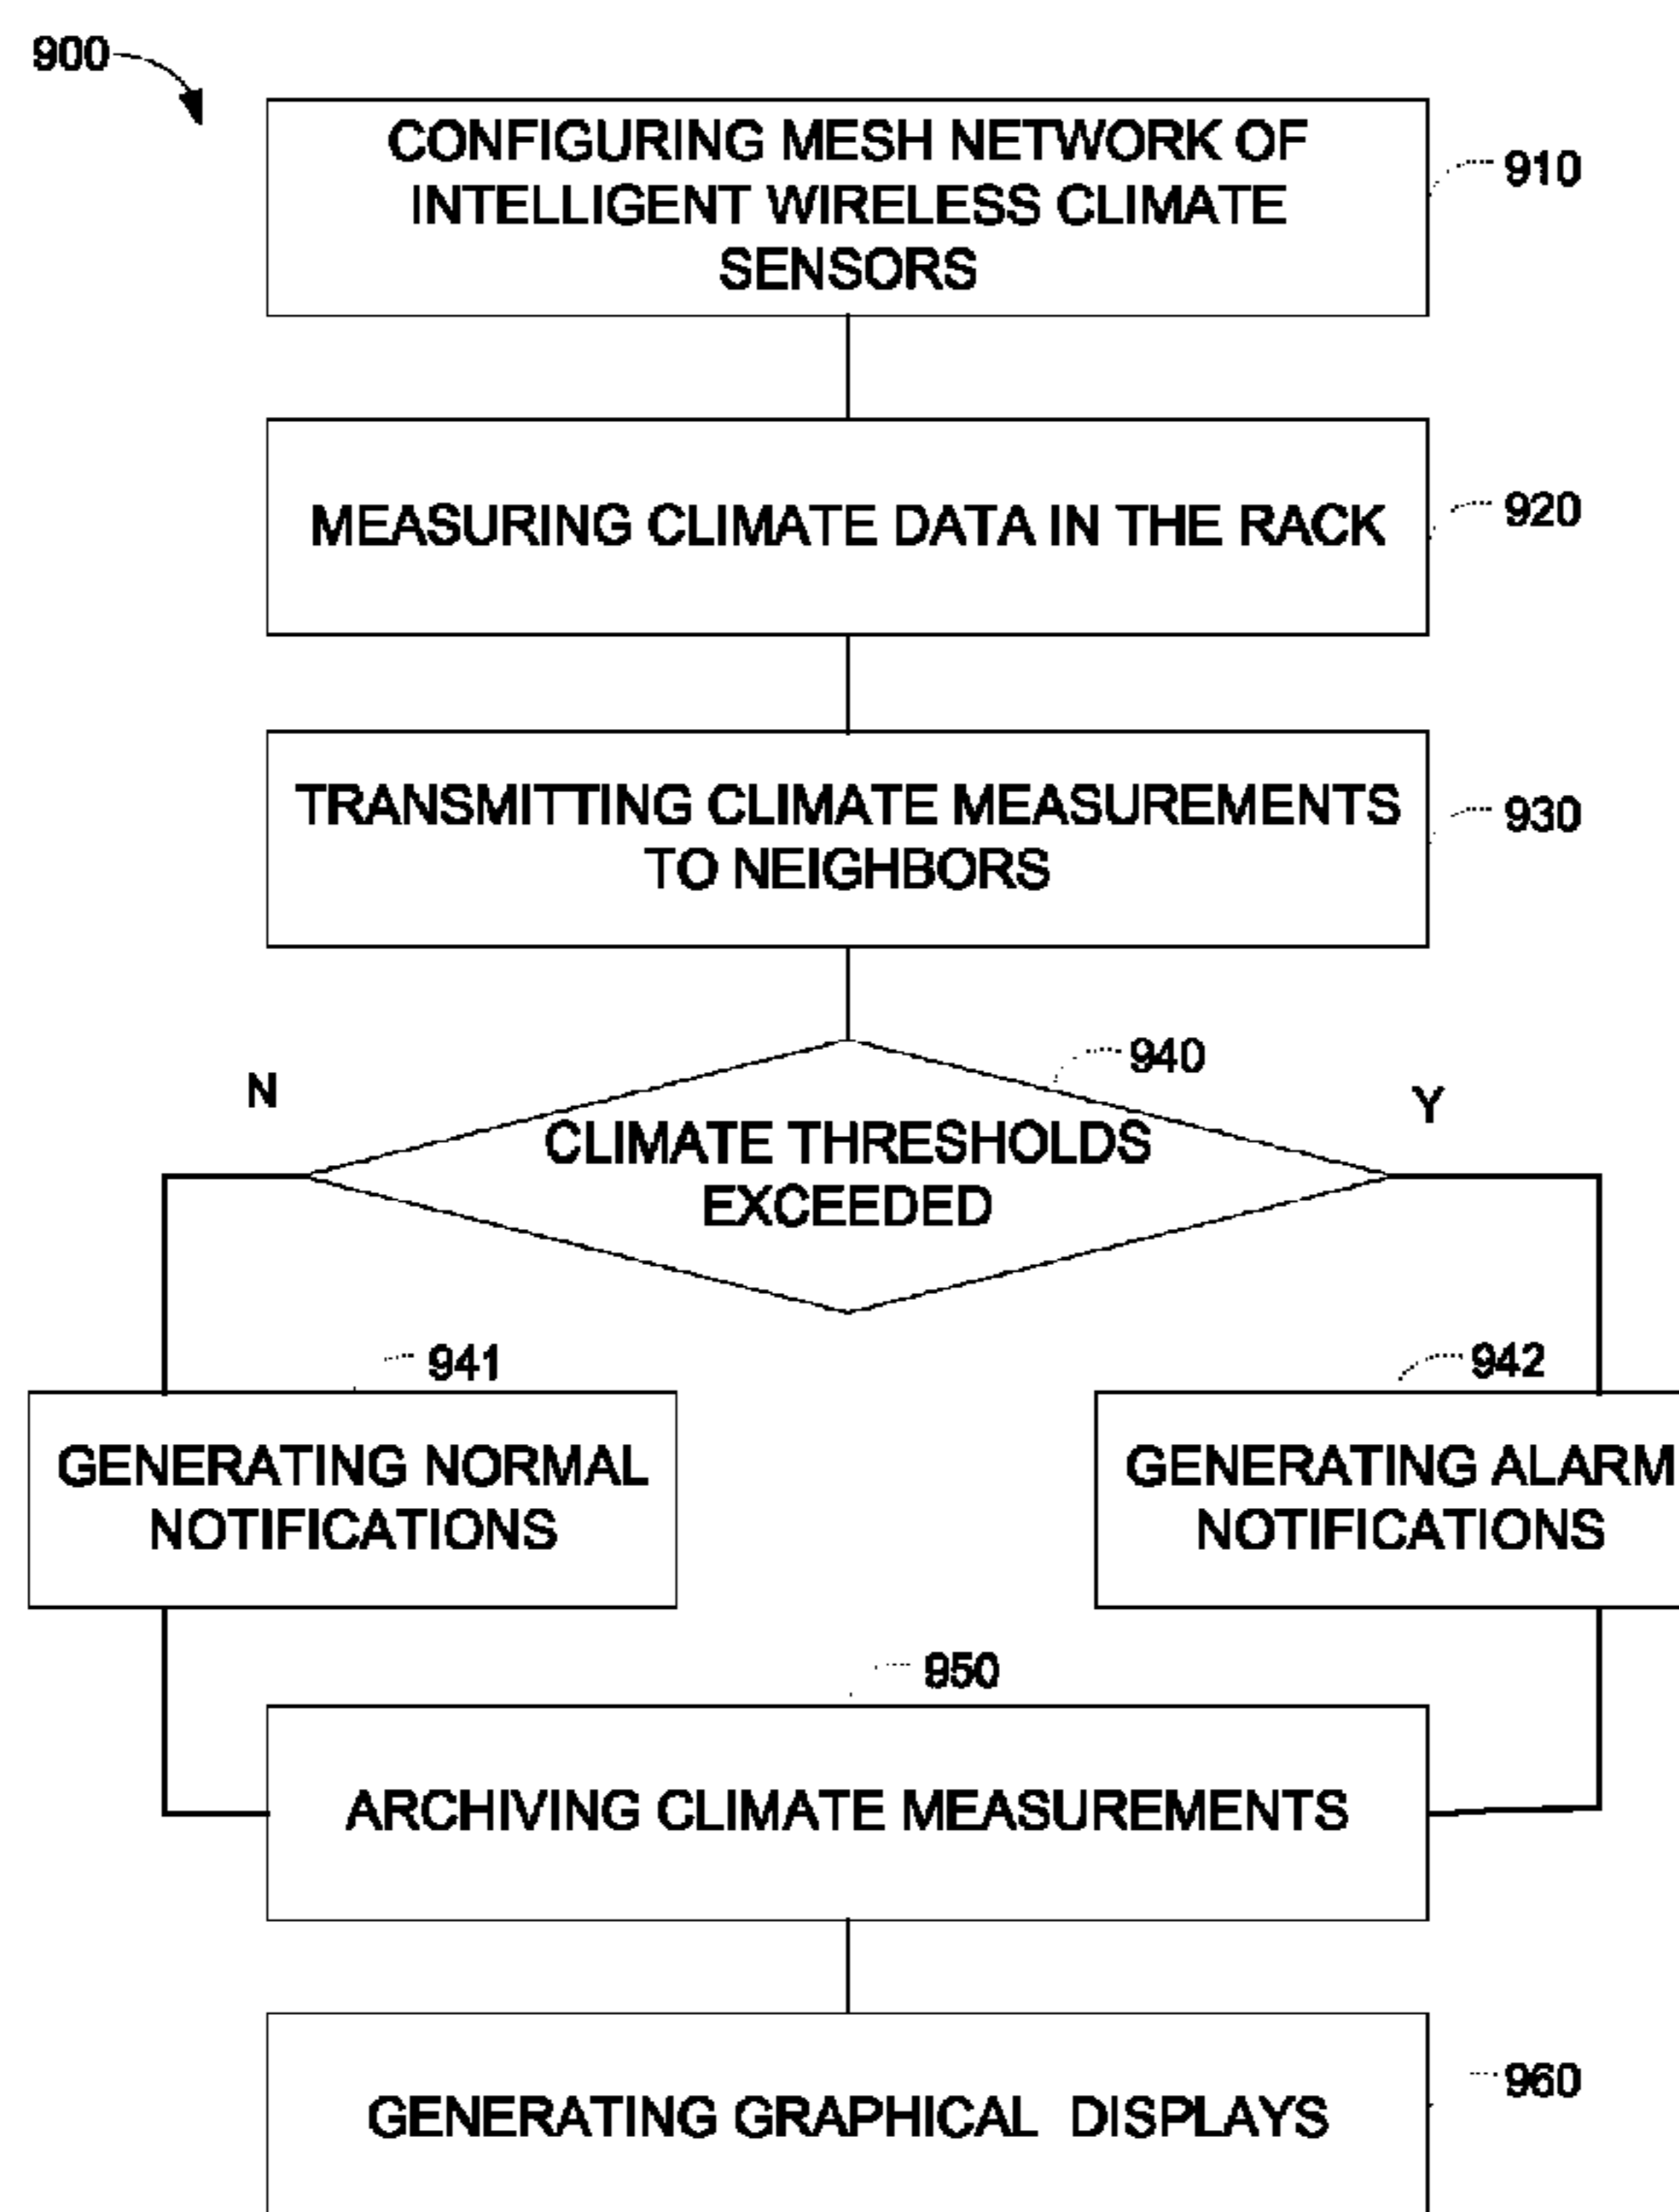 900
CONFIGURING MESH NETWORK OF
INTELLIGENT WIRELESS CLIMATE
SENSORS
910
MEASURING CLIMATE DATA IN THE RACK
920
TRANSMITTING CLIMATE MEASUREMENTS
TO NEIGHBORS
930
940
N
Y
CLIMATE THRESHOLDS
EXCEEDED
941
942
GENERATING NORMAL
NOTIFICATIONS
GENERATING ALARM
NOTIFICATIONS
950
ARCHIVING CLIMATE MEASUREMENTS
GENERATING GRAPHICAL DISPLAYS
960